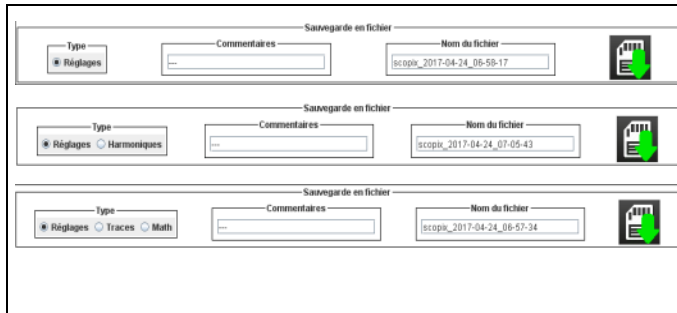 Sauvegarde en fichier
Type Commentaires Nom du fichier
Réglages --- scopix_2017-04-24_06-58-17
Sauvegarde en fichier
Type Commentaires Nom du fichier
Réglages Harmoniques --- scopix_2017-04-24_07-05-43
Sauvegarde en fichier
Type Commentaires Nom du fichier
Réglages Traces Math --- scopix_2017-04-24_06-57-34